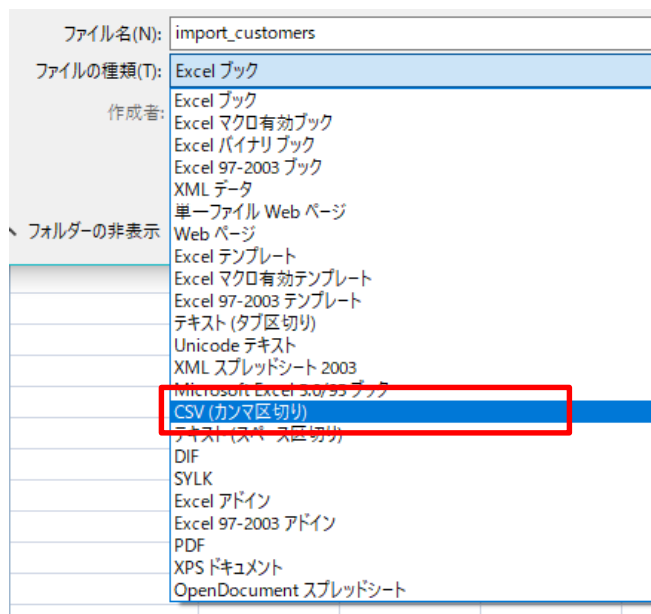 ファイル名(N): import_customers
ファイルの種類(T): Excel ブック
作成者:
Excel ブック
Excel マクロ有効ブック
Excel バイナリ ブック
Excel 97-2003 ブック
XML データ
単一ファイル Web ページ
フォルダーの非表示
Web ページ
Excel テンプレート
Excel マクロ有効テンプレート
Excel 97-2003 テンプレート
テキスト (タブ区切り)
Unicode テキスト
XML スプレッドシート 2003
Microsoft Excel 5.0/95 ブック
CSV (カンマ区切り)
テキスト (スペース区切り)
DIF
SYLK
Excel アドイン
Excel 97-2003 アドイン
PDF
XPS ドキュメント
OpenDocument スプレッドシート